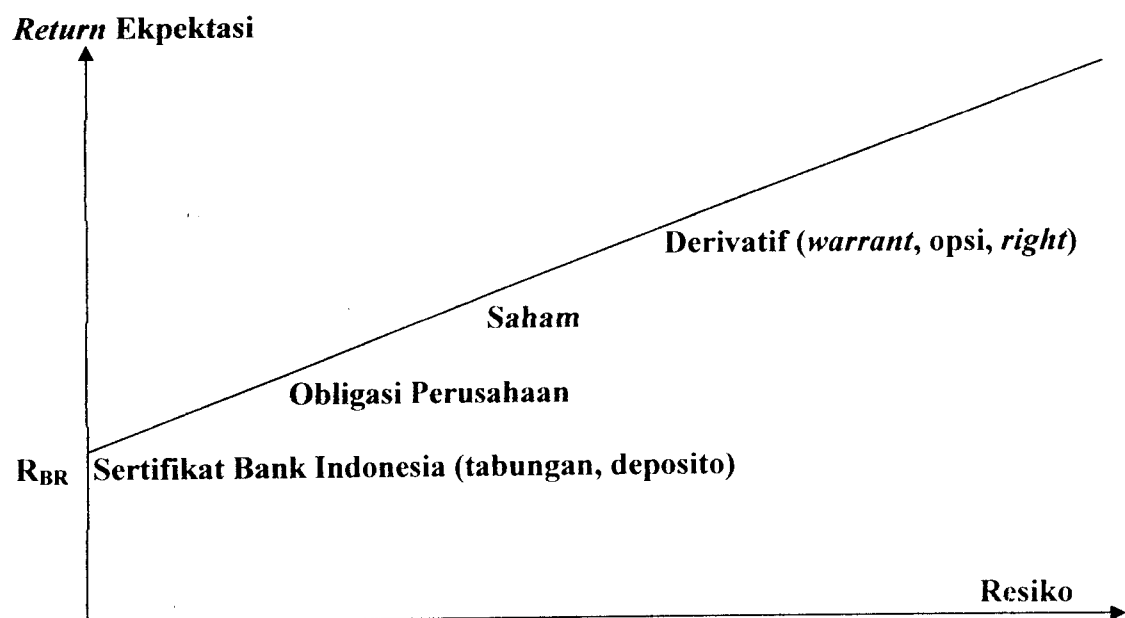 Return Ekpektasi
Derivatif (warrant, opsi, right)
Saham
Obligasi Perusahaan
RBR Sertifikat Bank Indonesia (tabungan, deposito)
Resiko